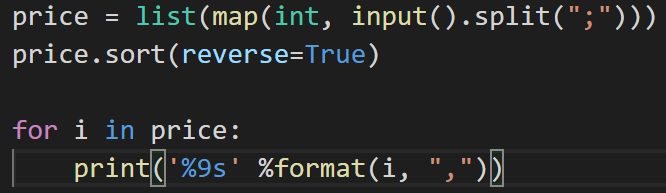 price = list(map(int, input().split(";")))
price.sort(reverse=True)
for i in price:
    print('%9s' %format(i, ","))